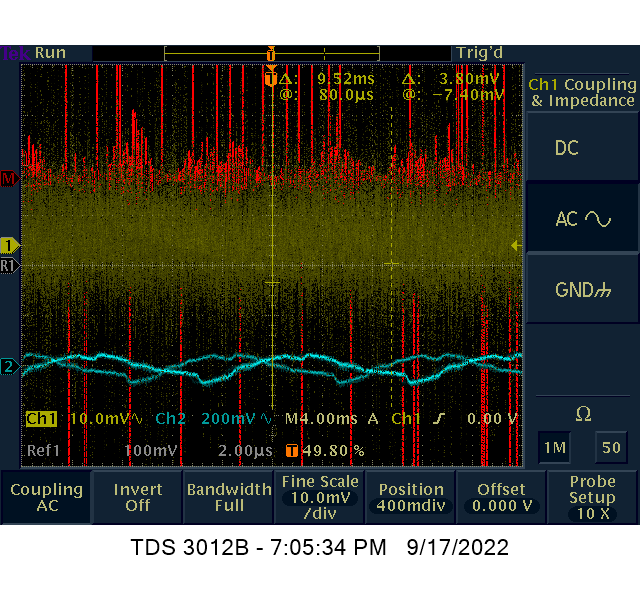 Tek Run Trig'd
Δ: 9.52ms Δ: 3.80mV
@: 80.0µs @: -7.40mV
Ch1 Coupling
& Impedance
DC
AC
GND
M
1
R1
2
Ch1 10.0mV Ch2 200mV M4.00ms A Ch1 0.00 V
Ref1 100mV 2.00µs T 49.80 %
Ω
1M 50
Coupling
AC
Invert
Off
Bandwidth
Full
Fine Scale
10.0mV
/div
Position
400mdiv
Offset
0.000 V
Probe
Setup
10 X
TDS 3012B - 7:05:34 PM 9/17/2022